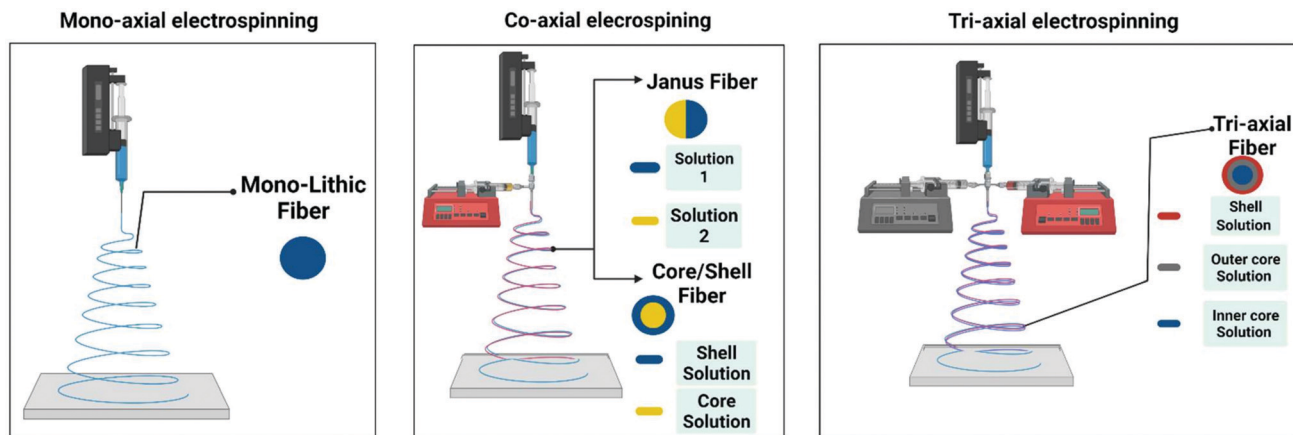 Mono-axial electrospinning
Mono-Lithic
Fiber
Co-axial elecrospining
Janus Fiber
Solution
1
Solution
2
Core/Shell
Fiber
Shell
Solution
Core
Solution
Tri-axial electrospinning
Tri-axial
Fiber
Shell
Solution
Outer core
Solution
Inner core
Solution